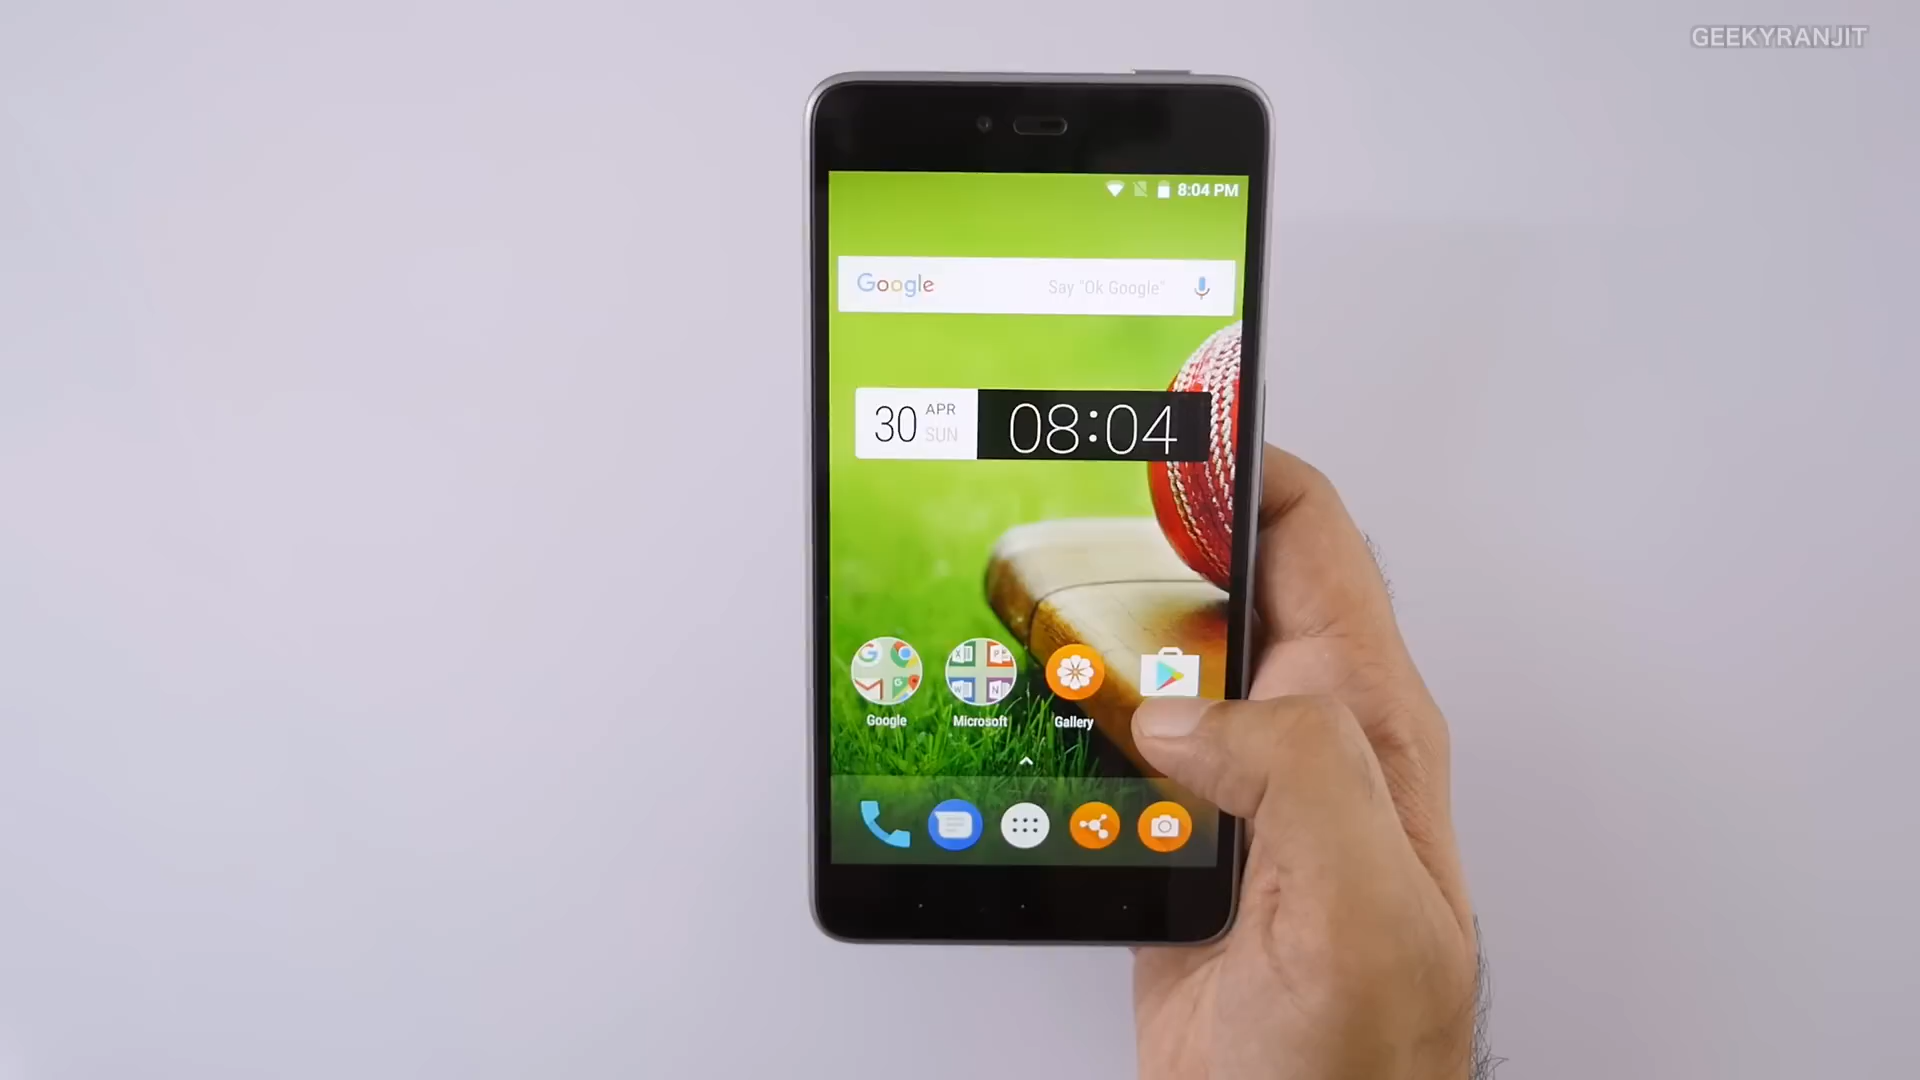 GEEKYRANJIT
8:04 PM
Google
Say "Ok Google"
30 APR SUN
08:04
Google Microsoft Gallery